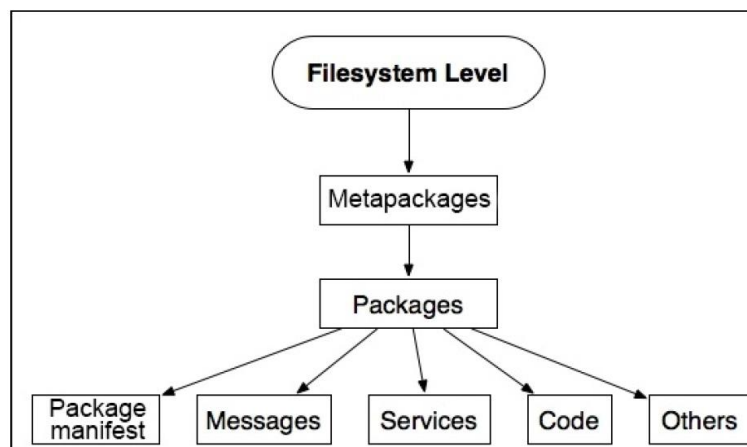 Filesystem Level
Metapackages
Packages
Package
manifest
Messages
Services
Code
Others